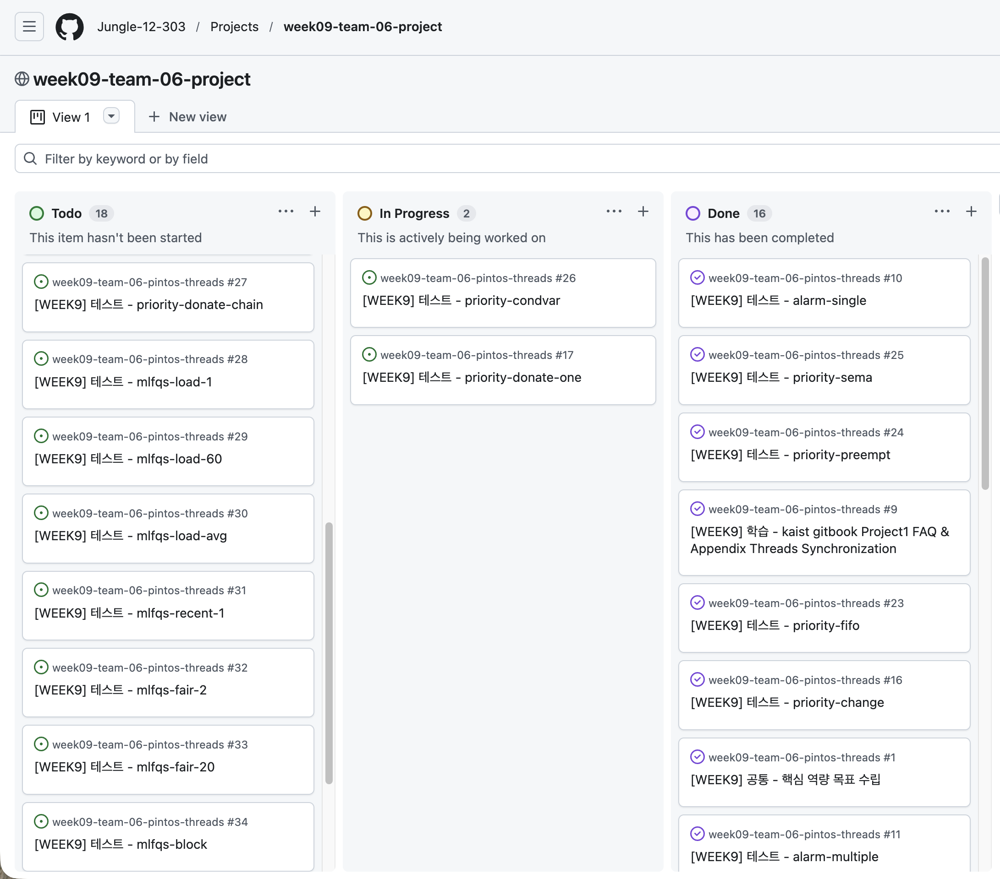 Jungle-12-303 / Projects / week09-team-06-project
week09-team-06-project
View 1
New view
Filter by keyword or by field
Todo 18
This item hasn't been started
week09-team-06-pintos-threads #27
[WEEK9] 테스트 - priority-donate-chain
week09-team-06-pintos-threads #28
[WEEK9] 테스트 - mlfqs-load-1
week09-team-06-pintos-threads #29
[WEEK9] 테스트 - mlfqs-load-60
week09-team-06-pintos-threads #30
[WEEK9] 테스트 - mlfqs-load-avg
week09-team-06-pintos-threads #31
[WEEK9] 테스트 - mlfqs-recent-1
week09-team-06-pintos-threads #32
[WEEK9] 테스트 - mlfqs-fair-2
week09-team-06-pintos-threads #33
[WEEK9] 테스트 - mlfqs-fair-20
week09-team-06-pintos-threads #34
[WEEK9] 테스트 - mlfqs-block
In Progress 2
This is actively being worked on
week09-team-06-pintos-threads #26
[WEEK9] 테스트 - priority-condvar
week09-team-06-pintos-threads #17
[WEEK9] 테스트 - priority-donate-one
Done 16
This has been completed
week09-team-06-pintos-threads #10
[WEEK9] 테스트 - alarm-single
week09-team-06-pintos-threads #25
[WEEK9] 테스트 - priority-sema
week09-team-06-pintos-threads #24
[WEEK9] 테스트 - priority-preempt
week09-team-06-pintos-threads #9
[WEEK9] 학습 - kaist gitbook Project1 FAQ &
Appendix Threads Synchronization
week09-team-06-pintos-threads #23
[WEEK9] 테스트 - priority-fifo
week09-team-06-pintos-threads #16
[WEEK9] 테스트 - priority-change
week09-team-06-pintos-threads #1
[WEEK9] 공통 - 핵심 역량 목표 수립
week09-team-06-pintos-threads #11
[WEEK9] 테스트 - alarm-multiple